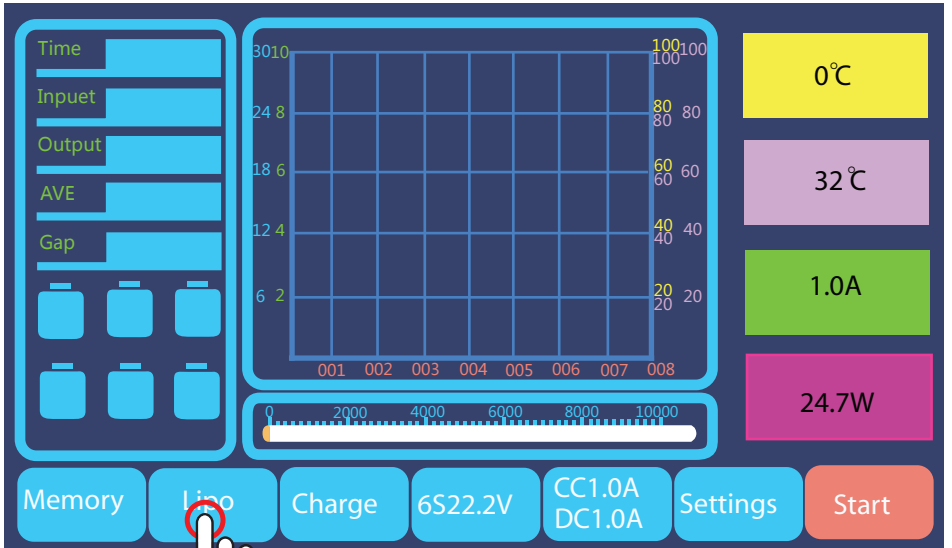 Time
Inpuet
Output
AVE
Gap
30 10 100 100 100
24 8 80 80 80
18 6 60 60 60
12 4 40 40 40
6 2 20 20 20
001 002 003 004 005 006 007 008
0 2000 4000 6000 8000 10000
0℃
32℃
1.0A
24.7W
Memory
Lipo
Charge
6S22.2V
CC1.0A
DC1.0A
Settings
Start